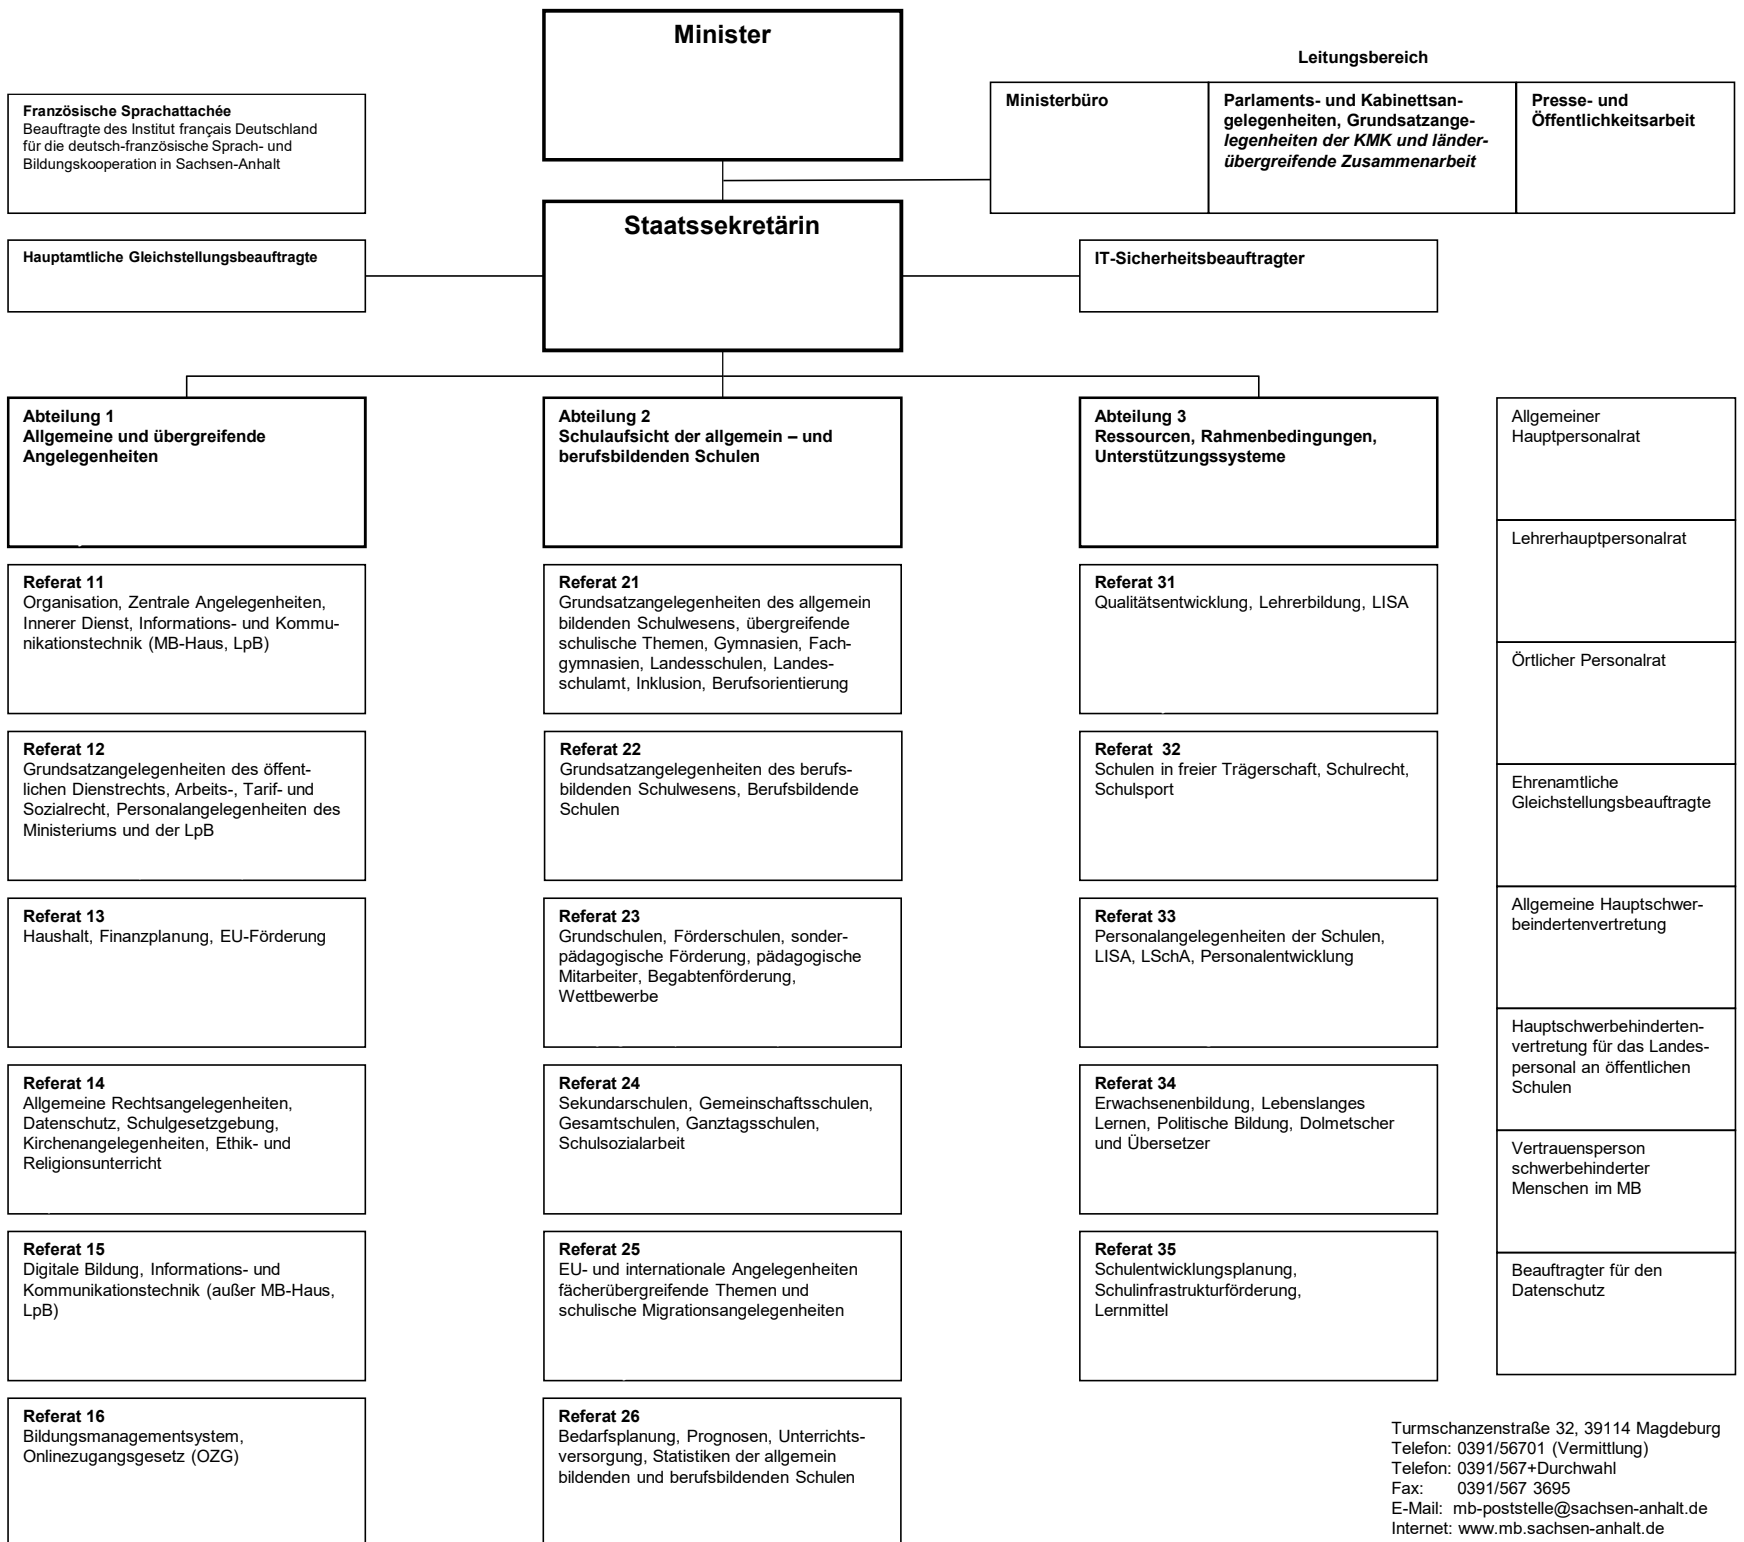 Minister
Leitungsbereich
Französische Sprachattachée
Beauftragte des Institut français Deutschland
für die deutsch-französische Sprach- und
Bildungskooperation in Sachsen-Anhalt
Ministerbüro
Parlaments- und Kabinettsan-
gelegenheiten, Grundsatzange-
legenheiten der KMK und länder-
übergreifende Zusammenarbeit
Presse- und
Öffentlichkeitsarbeit
Staatssekretärin
Hauptamtliche Gleichstellungsbeauftragte
IT-Sicherheitsbeauftragter
Abteilung 1
Allgemeine und übergreifende
Angelegenheiten
Referat 11
Organisation, Zentrale Angelegenheiten,
Innerer Dienst, Informations- und Kommu-
nikationstechnik (MB-Haus, LpB)
Referat 12
Grundsatzangelegenheiten des öffent-
lichen Dienstrechts, Arbeits-, Tarif- und
Sozialrecht, Personalangelegenheiten des
Ministeriums und der LpB
Referat 13
Haushalt, Finanzplanung, EU-Förderung
Referat 14
Allgemeine Rechtsangelegenheiten,
Datenschutz, Schulgesetzgebung,
Kirchenangelegenheiten, Ethik- und
Religionsunterricht
Referat 15
Digitale Bildung, Informations- und
Kommunikationstechnik (außer MB-Haus,
LpB)
Referat 16
Bildungsmanagementsystem,
Onlinezugangsgesetz (OZG)
Abteilung 2
Schulaufsicht der allgemein – und
berufsbildenden Schulen
Referat 21
Grundsatzangelegenheiten des allgemein
bildenden Schulwesens, übergreifende
schulische Themen, Gymnasien, Fach-
gymnasien, Landesschulen, Landes-
schulamt, Inklusion, Berufsorientierung
Referat 22
Grundsatzangelegenheiten des berufs-
bildenden Schulwesens, Berufsbildende
Schulen
Referat 23
Grundschulen, Förderschulen, sonder-
pädagogische Förderung, pädagogische
Mitarbeiter, Begabtenförderung,
Wettbewerbe
Referat 24
Sekundarschulen, Gemeinschaftsschulen,
Gesamtschulen, Ganztagsschulen,
Schulsozialarbeit
Referat 25
EU- und internationale Angelegenheiten
fächerübergreifende Themen und
schulische Migrationsangelegenheiten
Referat 26
Bedarfsplanung, Prognosen, Unterrichts-
versorgung, Statistiken der allgemein
bildenden und berufsbildenden Schulen
Abteilung 3
Ressourcen, Rahmenbedingungen,
Unterstützungssysteme
Referat 31
Qualitätsentwicklung, Lehrerbildung, LISA
Referat 32
Schulen in freier Trägerschaft, Schulrecht,
Schulsport
Referat 33
Personalangelegenheiten der Schulen,
LISA, LSchA, Personalentwicklung
Referat 34
Erwachsenenbildung, Lebenslanges
Lernen, Politische Bildung, Dolmetscher
und Übersetzer
Referat 35
Schulentwicklungsplanung,
Schulinfrastrukturförderung,
Lernmittel
Allgemeiner
Hauptpersonalrat
Lehrerhauptpersonalrat
Örtlicher Personalrat
Ehrenamtliche
Gleichstellungsbeauftragte
Allgemeine Hauptschwer-
beindertenvertretung
Hauptschwerbehinderten-
vertretung für das Landes-
personal an öffentlichen
Schulen
Vertrauensperson
schwerbehinderter
Menschen im MB
Beauftragter für den
Datenschutz
Turmschanzenstraße 32, 39114 Magdeburg
Telefon: 0391/56701 (Vermittlung)
Telefon: 0391/567+Durchwahl
Fax: 0391/567 3695
E-Mail: mb-poststelle@sachsen-anhalt.de
Internet: www.mb.sachsen-anhalt.de